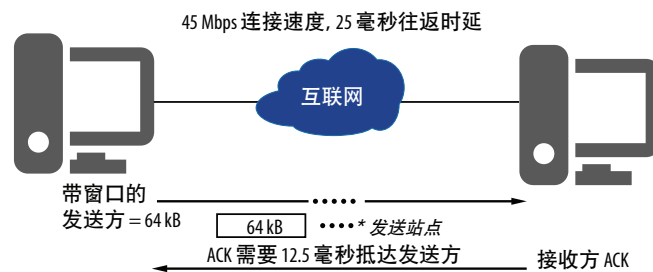 45 Mbps 连接速度, 25 毫秒往返时延
互联网
带窗口的
发送方 = 64 kB
64 kB
····* 发送站点
ACK 需要 12.5 毫秒抵达发送方
接收方 ACK